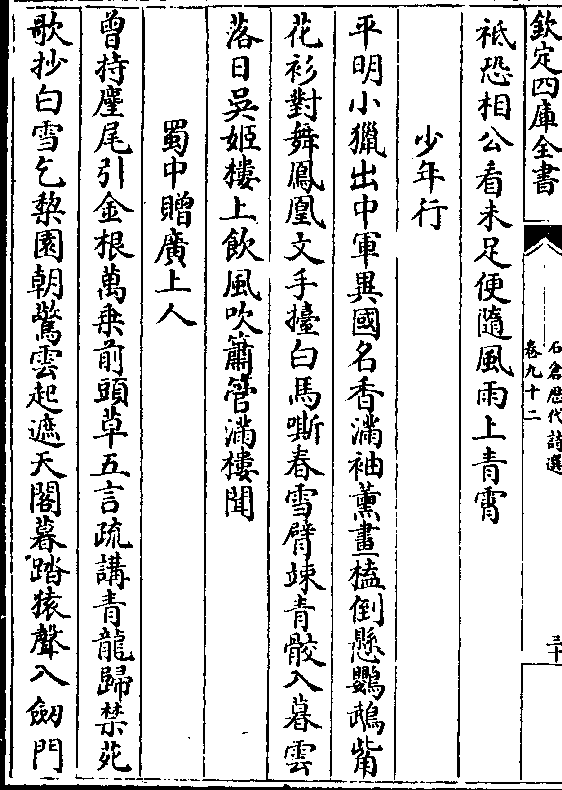 欽定四庫全書
石倉歷代詩選
卷九十二
三十
祗恐相公看未足便隨風雨上青霄
少年行
平明小獵出中軍異國名香滿袖薰畫榼倒懸鸚鵡觜
花衫對舞鳳凰文手擡白馬嘶春雪臂竦青骹入暮雲
落日吳姬樓上飲風吹簫管滿樓聞
蜀中贈廣上人
曾持麈尾引金根萬乗前頭草五言疏講青龍歸禁苑
歌抄白雪乞棃園朝驚雲起遮天閣暮踏猿聲入劒門